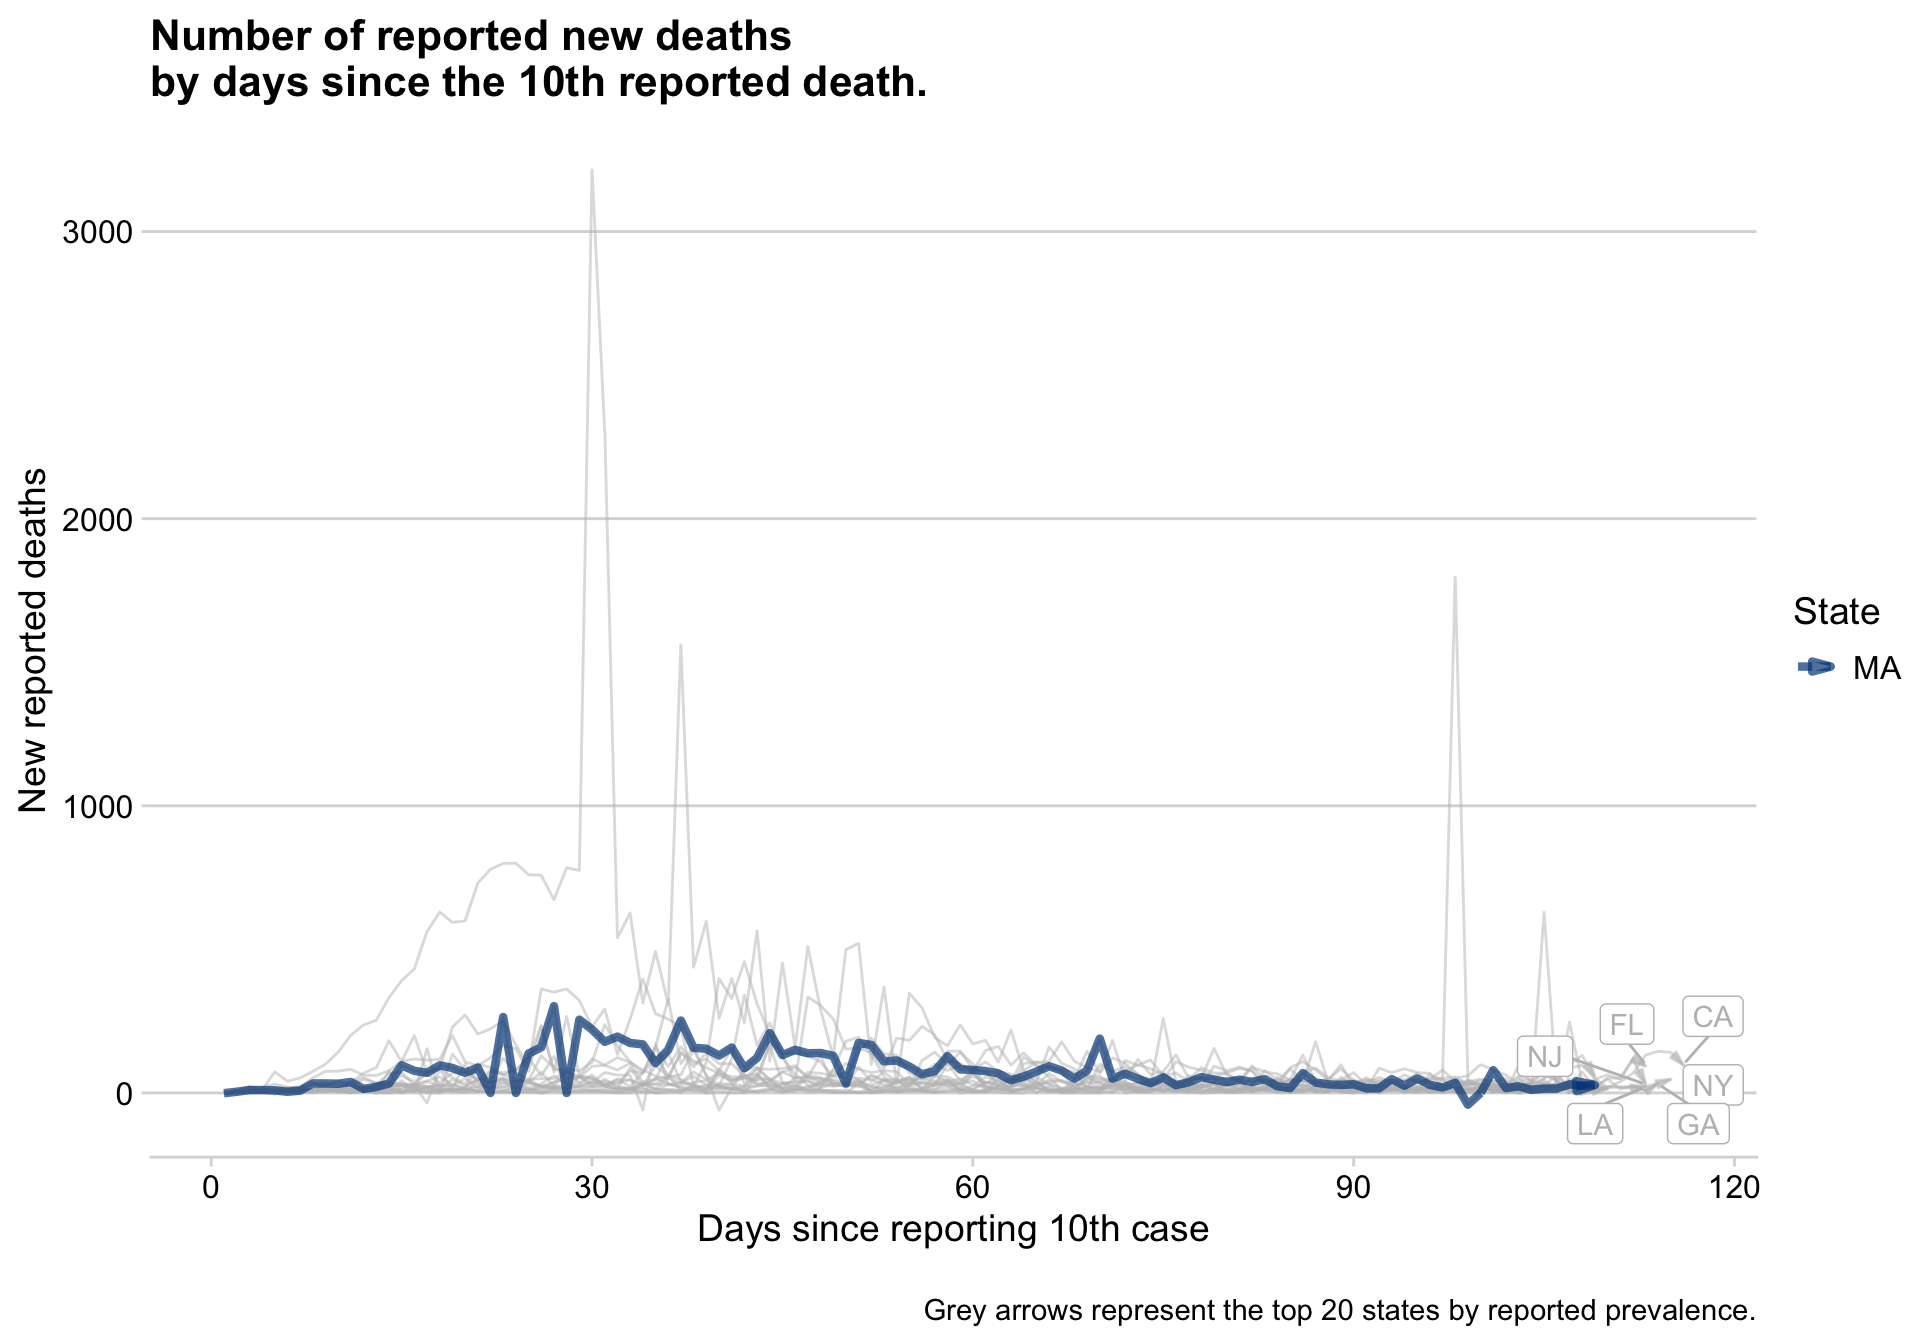 Number of reported new deaths
by days since the 10th reported death.
New reported deaths
3000
2000
1000
0
0
30
60
90
120
Days since reporting 10th case
FL
CA
NJ
NY
LA
GA
State
MA
Grey arrows represent the top 20 states by reported prevalence.